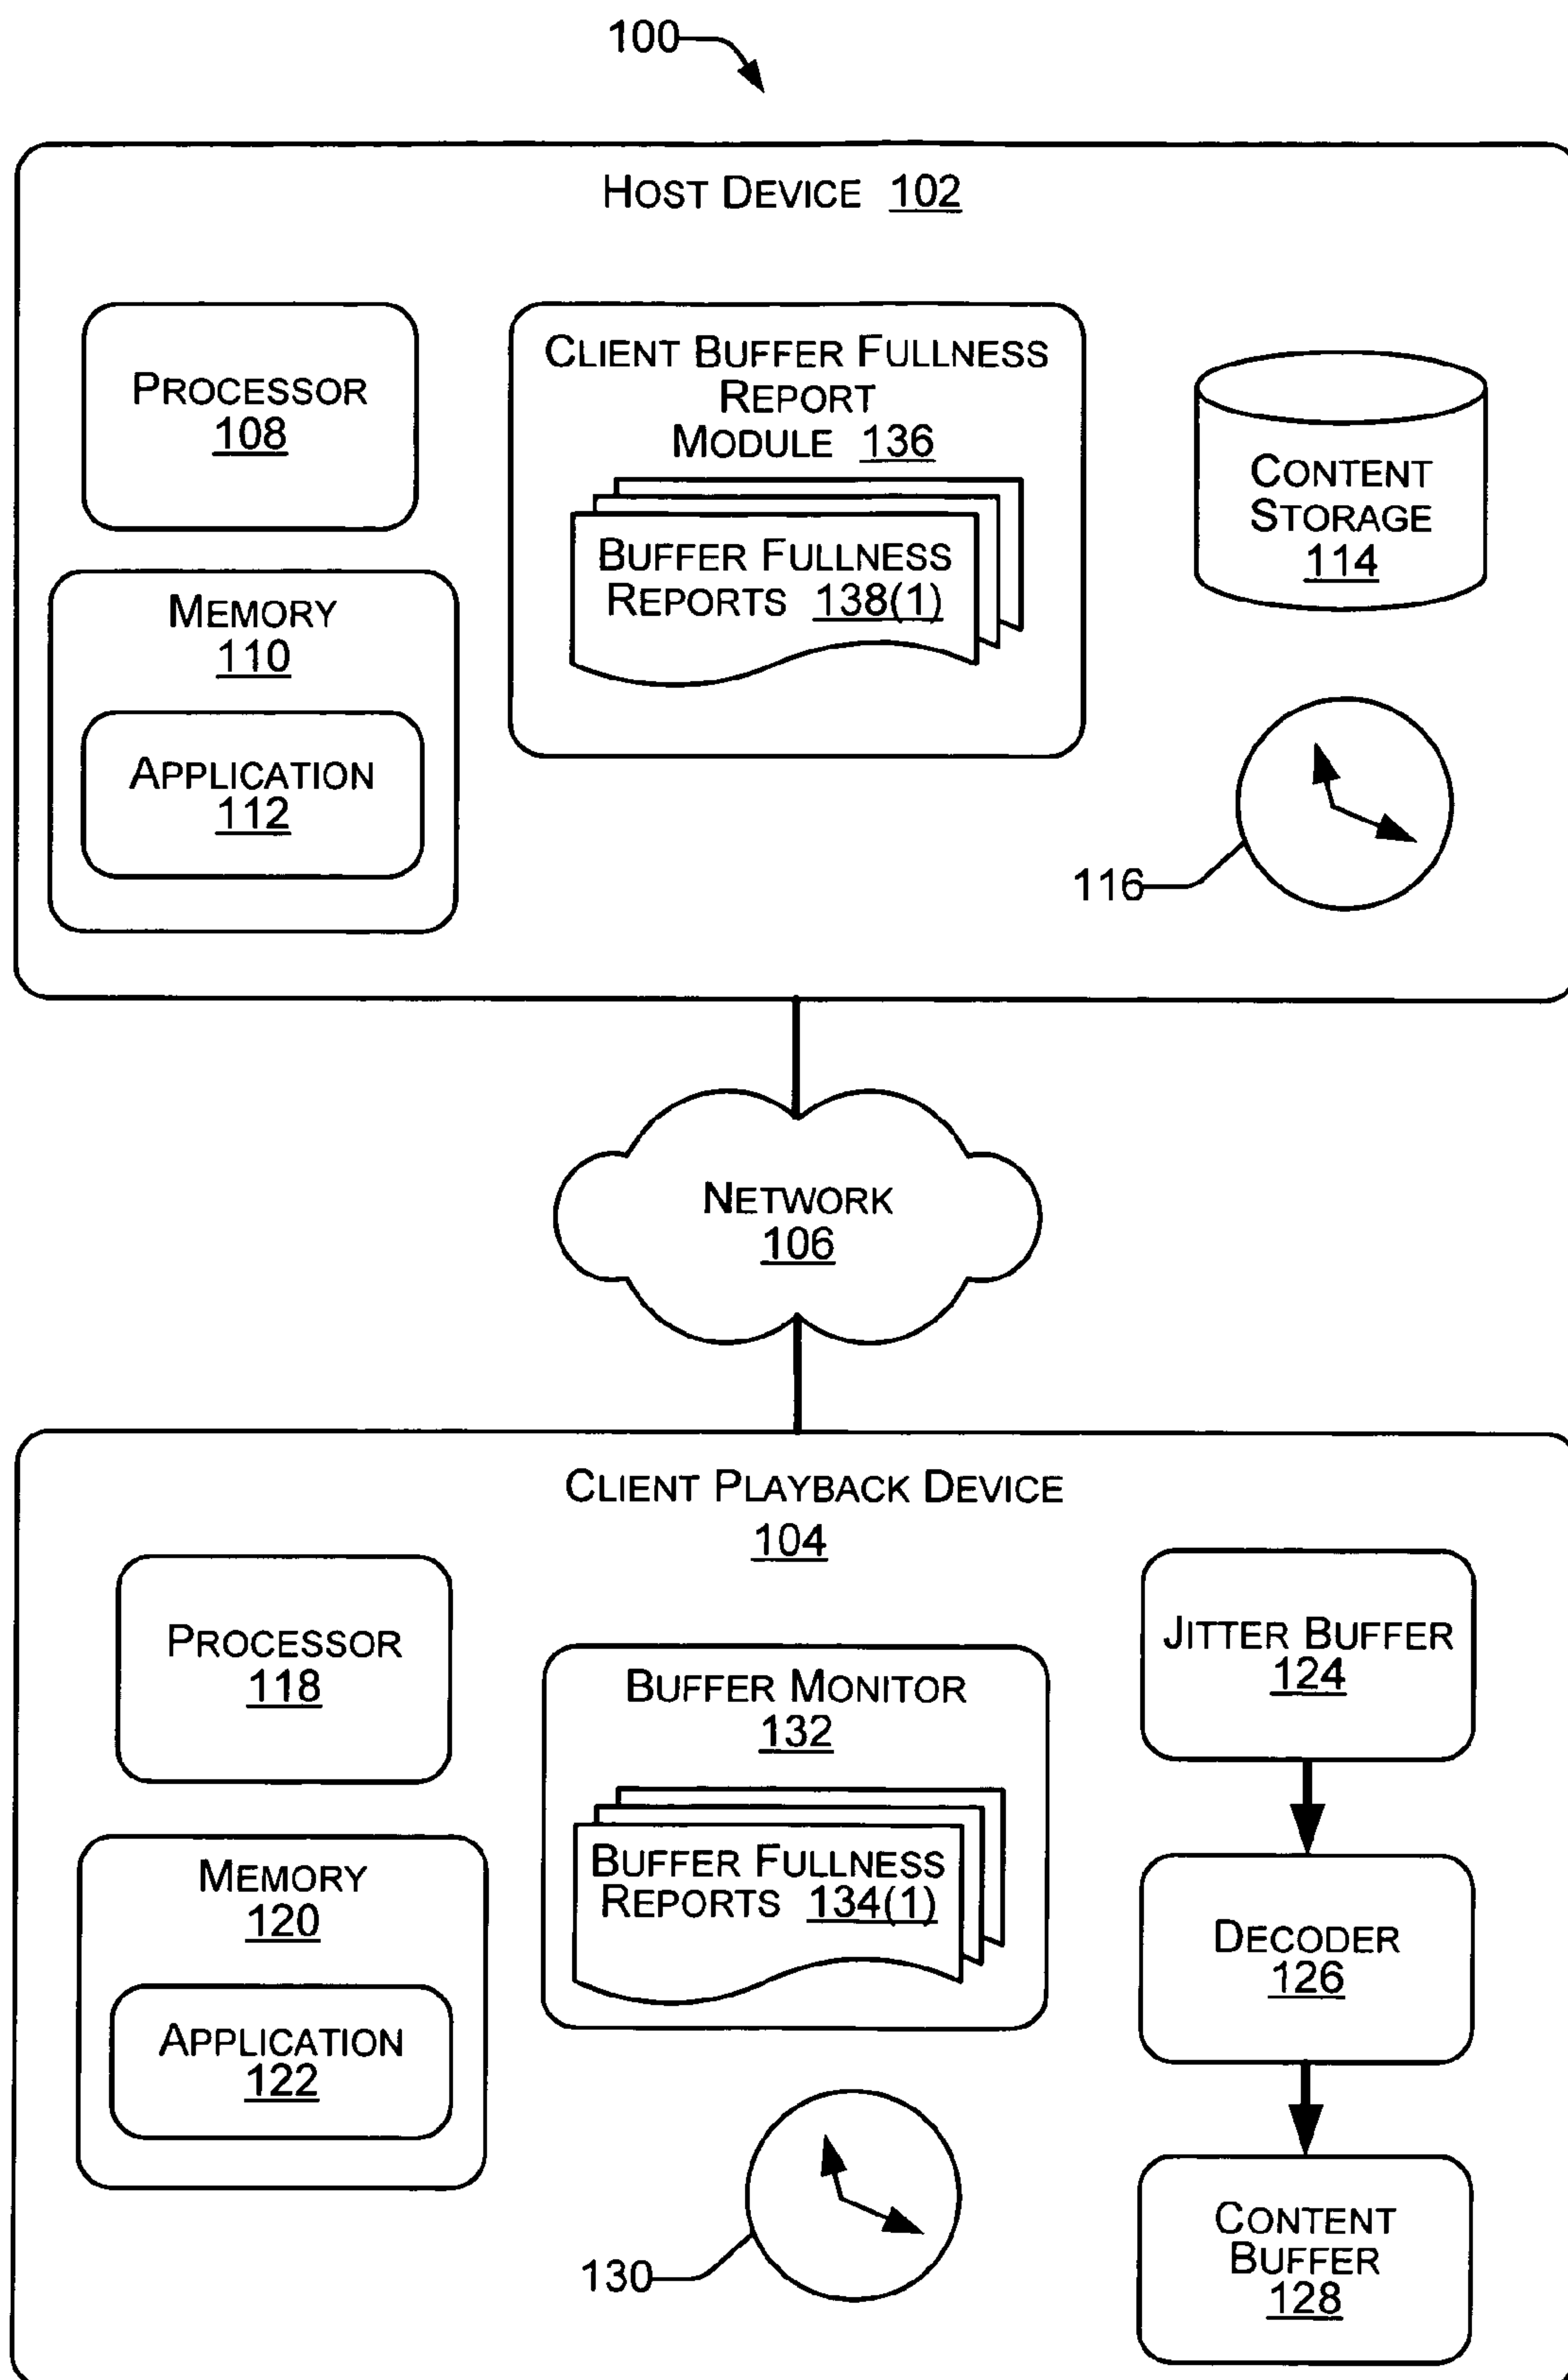 100
HOST DEVICE 102
PROCESSOR
108
CLIENT BUFFER FULLNESS
REPORT
MODULE 136
BUFFER FULLNESS
REPORTS 138(1)
CONTENT
STORAGE
114
MEMORY
110
APPLICATION
112
116
NETWORK
106
CLIENT PLAYBACK DEVICE
104
PROCESSOR
118
BUFFER MONITOR
132
BUFFER FULLNESS
REPORTS 134(1)
JITTER BUFFER
124
MEMORY
120
APPLICATION
122
DECODER
126
130
CONTENT
BUFFER
128